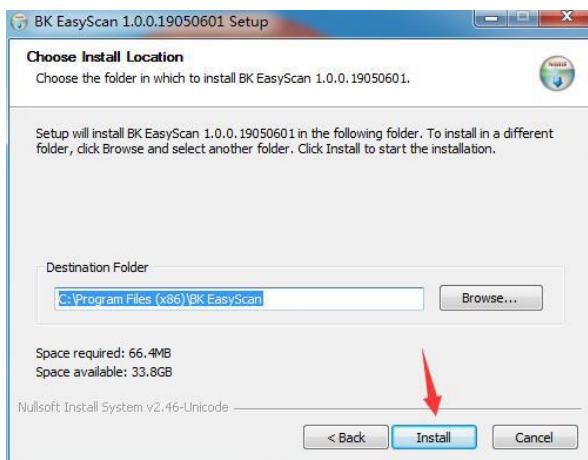 BK EasyScan 1.0.0.19050601 Setup
Choose Install Location
Choose the folder in which to install BK EasyScan 1.0.0.19050601.
Setup will install BK EasyScan 1.0.0.19050601 in the following folder. To install in a different
folder, click Browse and select another folder. Click Install to start the installation.
Destination Folder
C:\Program Files (x86)\BK EasyScan
Browse...
Space required: 66.4MB
Space available: 33.8GB
Nullsoft Install System v2.46-Unicode
< Back
Install
Cancel